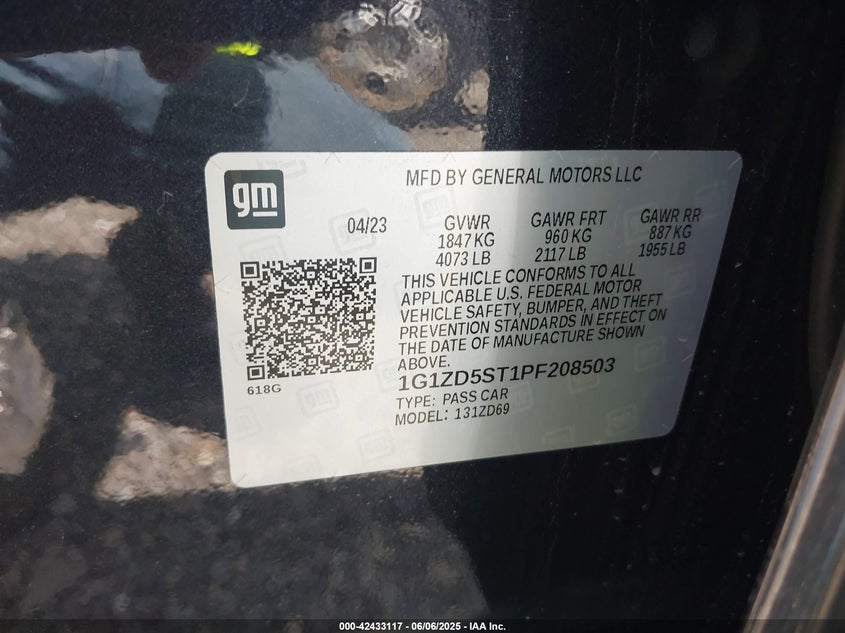 MFD BY GENERAL MOTORS LLC
gm
04/23
GVWR GAWR FRT GAWR RR
1847 KG 960 KG 887 KG
4073 LB 2117 LB 1955 LB
THIS VEHICLE CONFORMS TO ALL
APPLICABLE U.S. FEDERAL MOTOR
VEHICLE SAFETY, BUMPER, AND THEFT
PREVENTION STANDARDS IN EFFECT ON
THE DATE OF MANUFACTURE SHOWN
ABOVE.
618G
1G1ZD5ST1PF208503
TYPE: PASS CAR
MODEL: 131ZD69
000-42433117 - 06/06/2025 - IAA Inc.